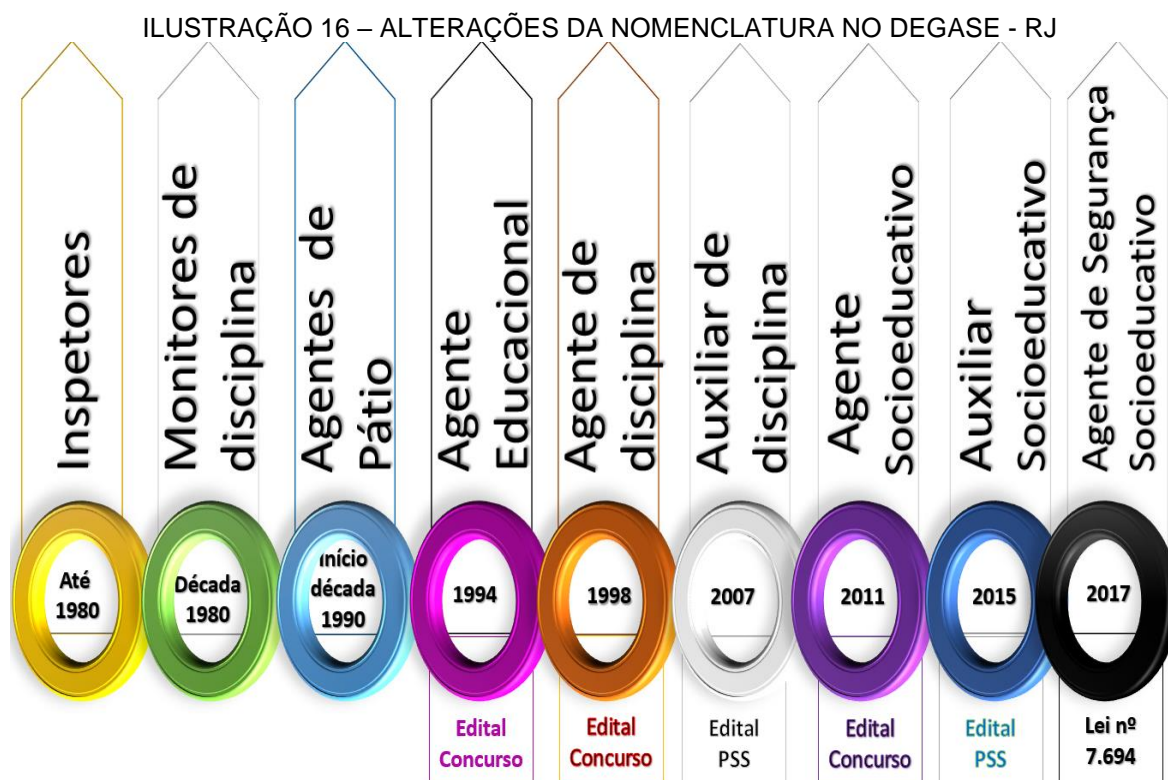 ILUSTRAÇÃO 16 – ALTERAÇÕES DA NOMENCLATURA NO DEGASE - RJ
Inspetores
Monitores de
disciplina
Agentes de
Pátio
Agente
Educacional
Agente de
disciplina
Auxiliar de
disciplina
Agente
Socioeducativo
Auxiliar
Socioeducativo
Agente de Segurança
Socioeducativo
Até
1980
Década
1980
Início
década
1990
1994
1998
2007
2011
2015
2017
Edital
Concurso
Edital
Concurso
Edital
PSS
Edital
Concurso
Edital
PSS
Lei nº
7.694